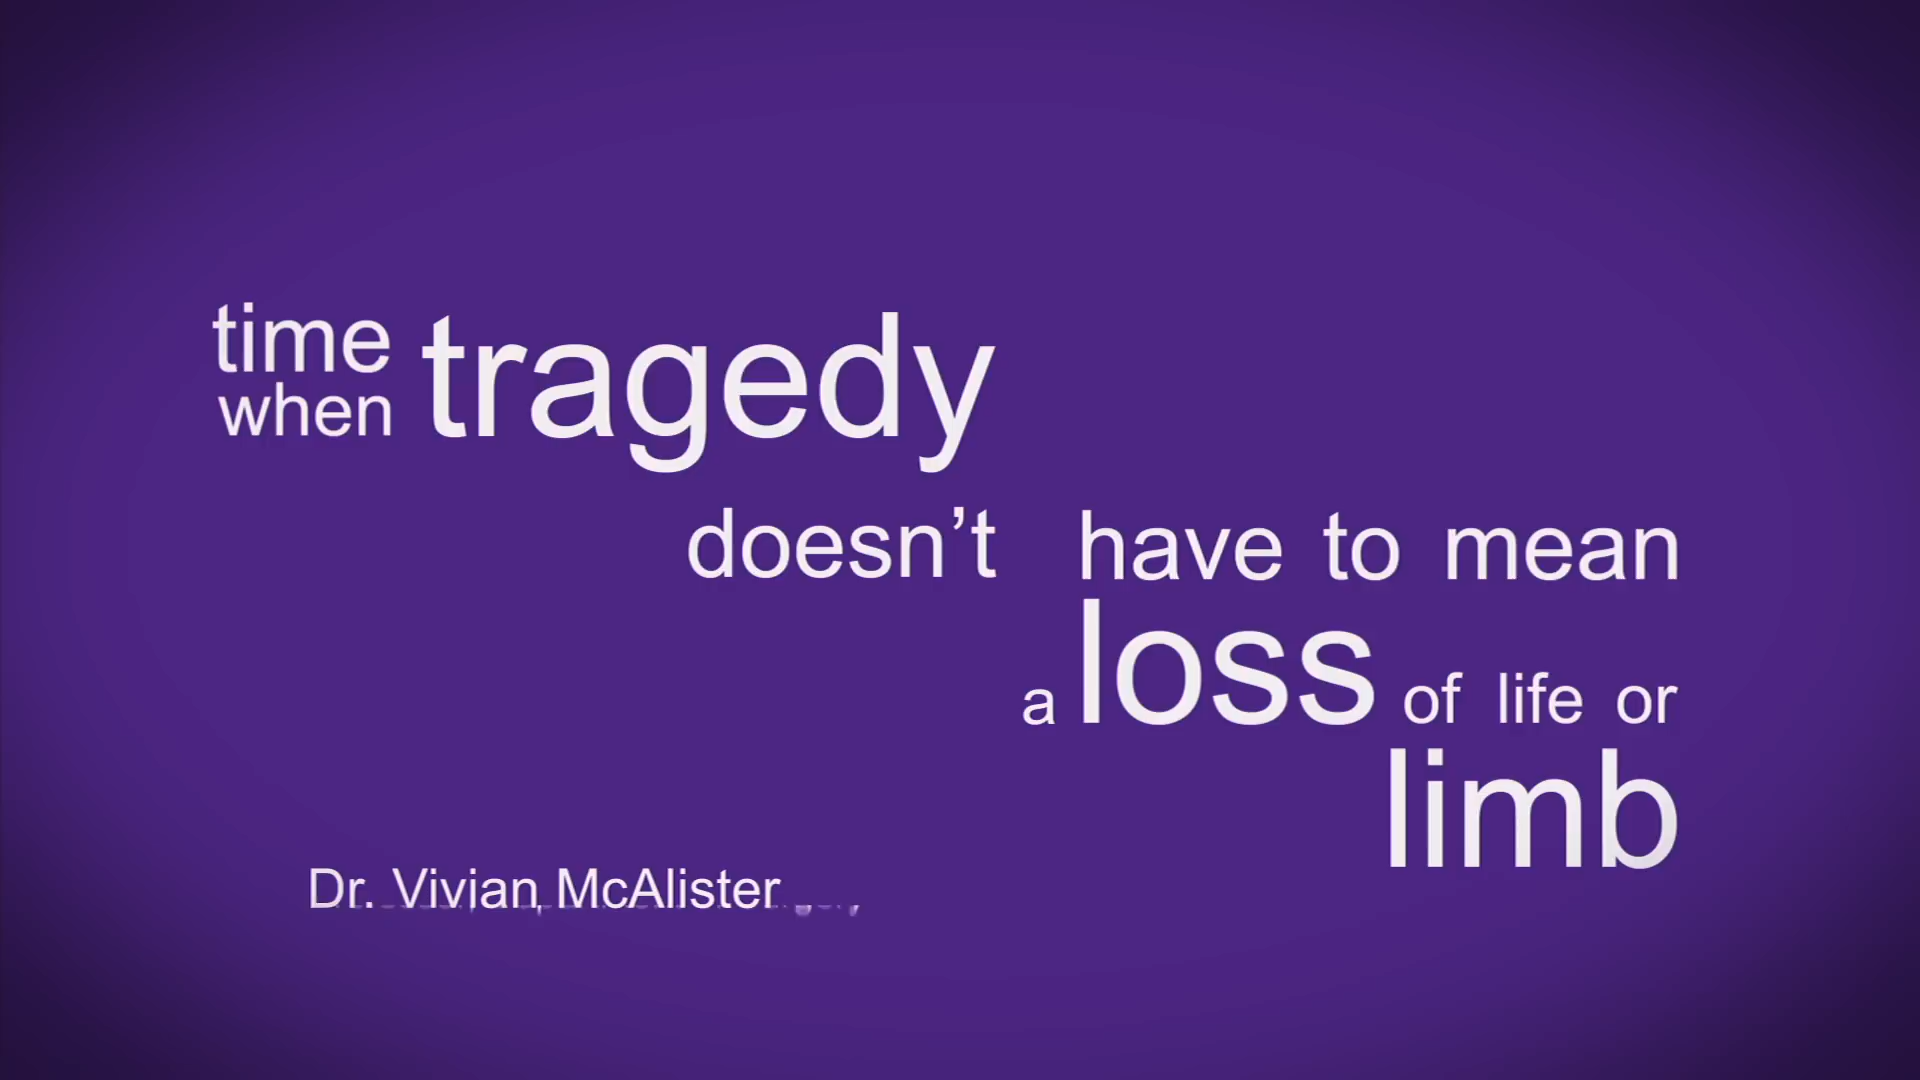 time
when tragedy
doesn’t have to mean
a loss of life or
limb
Dr. Vivian McAlister